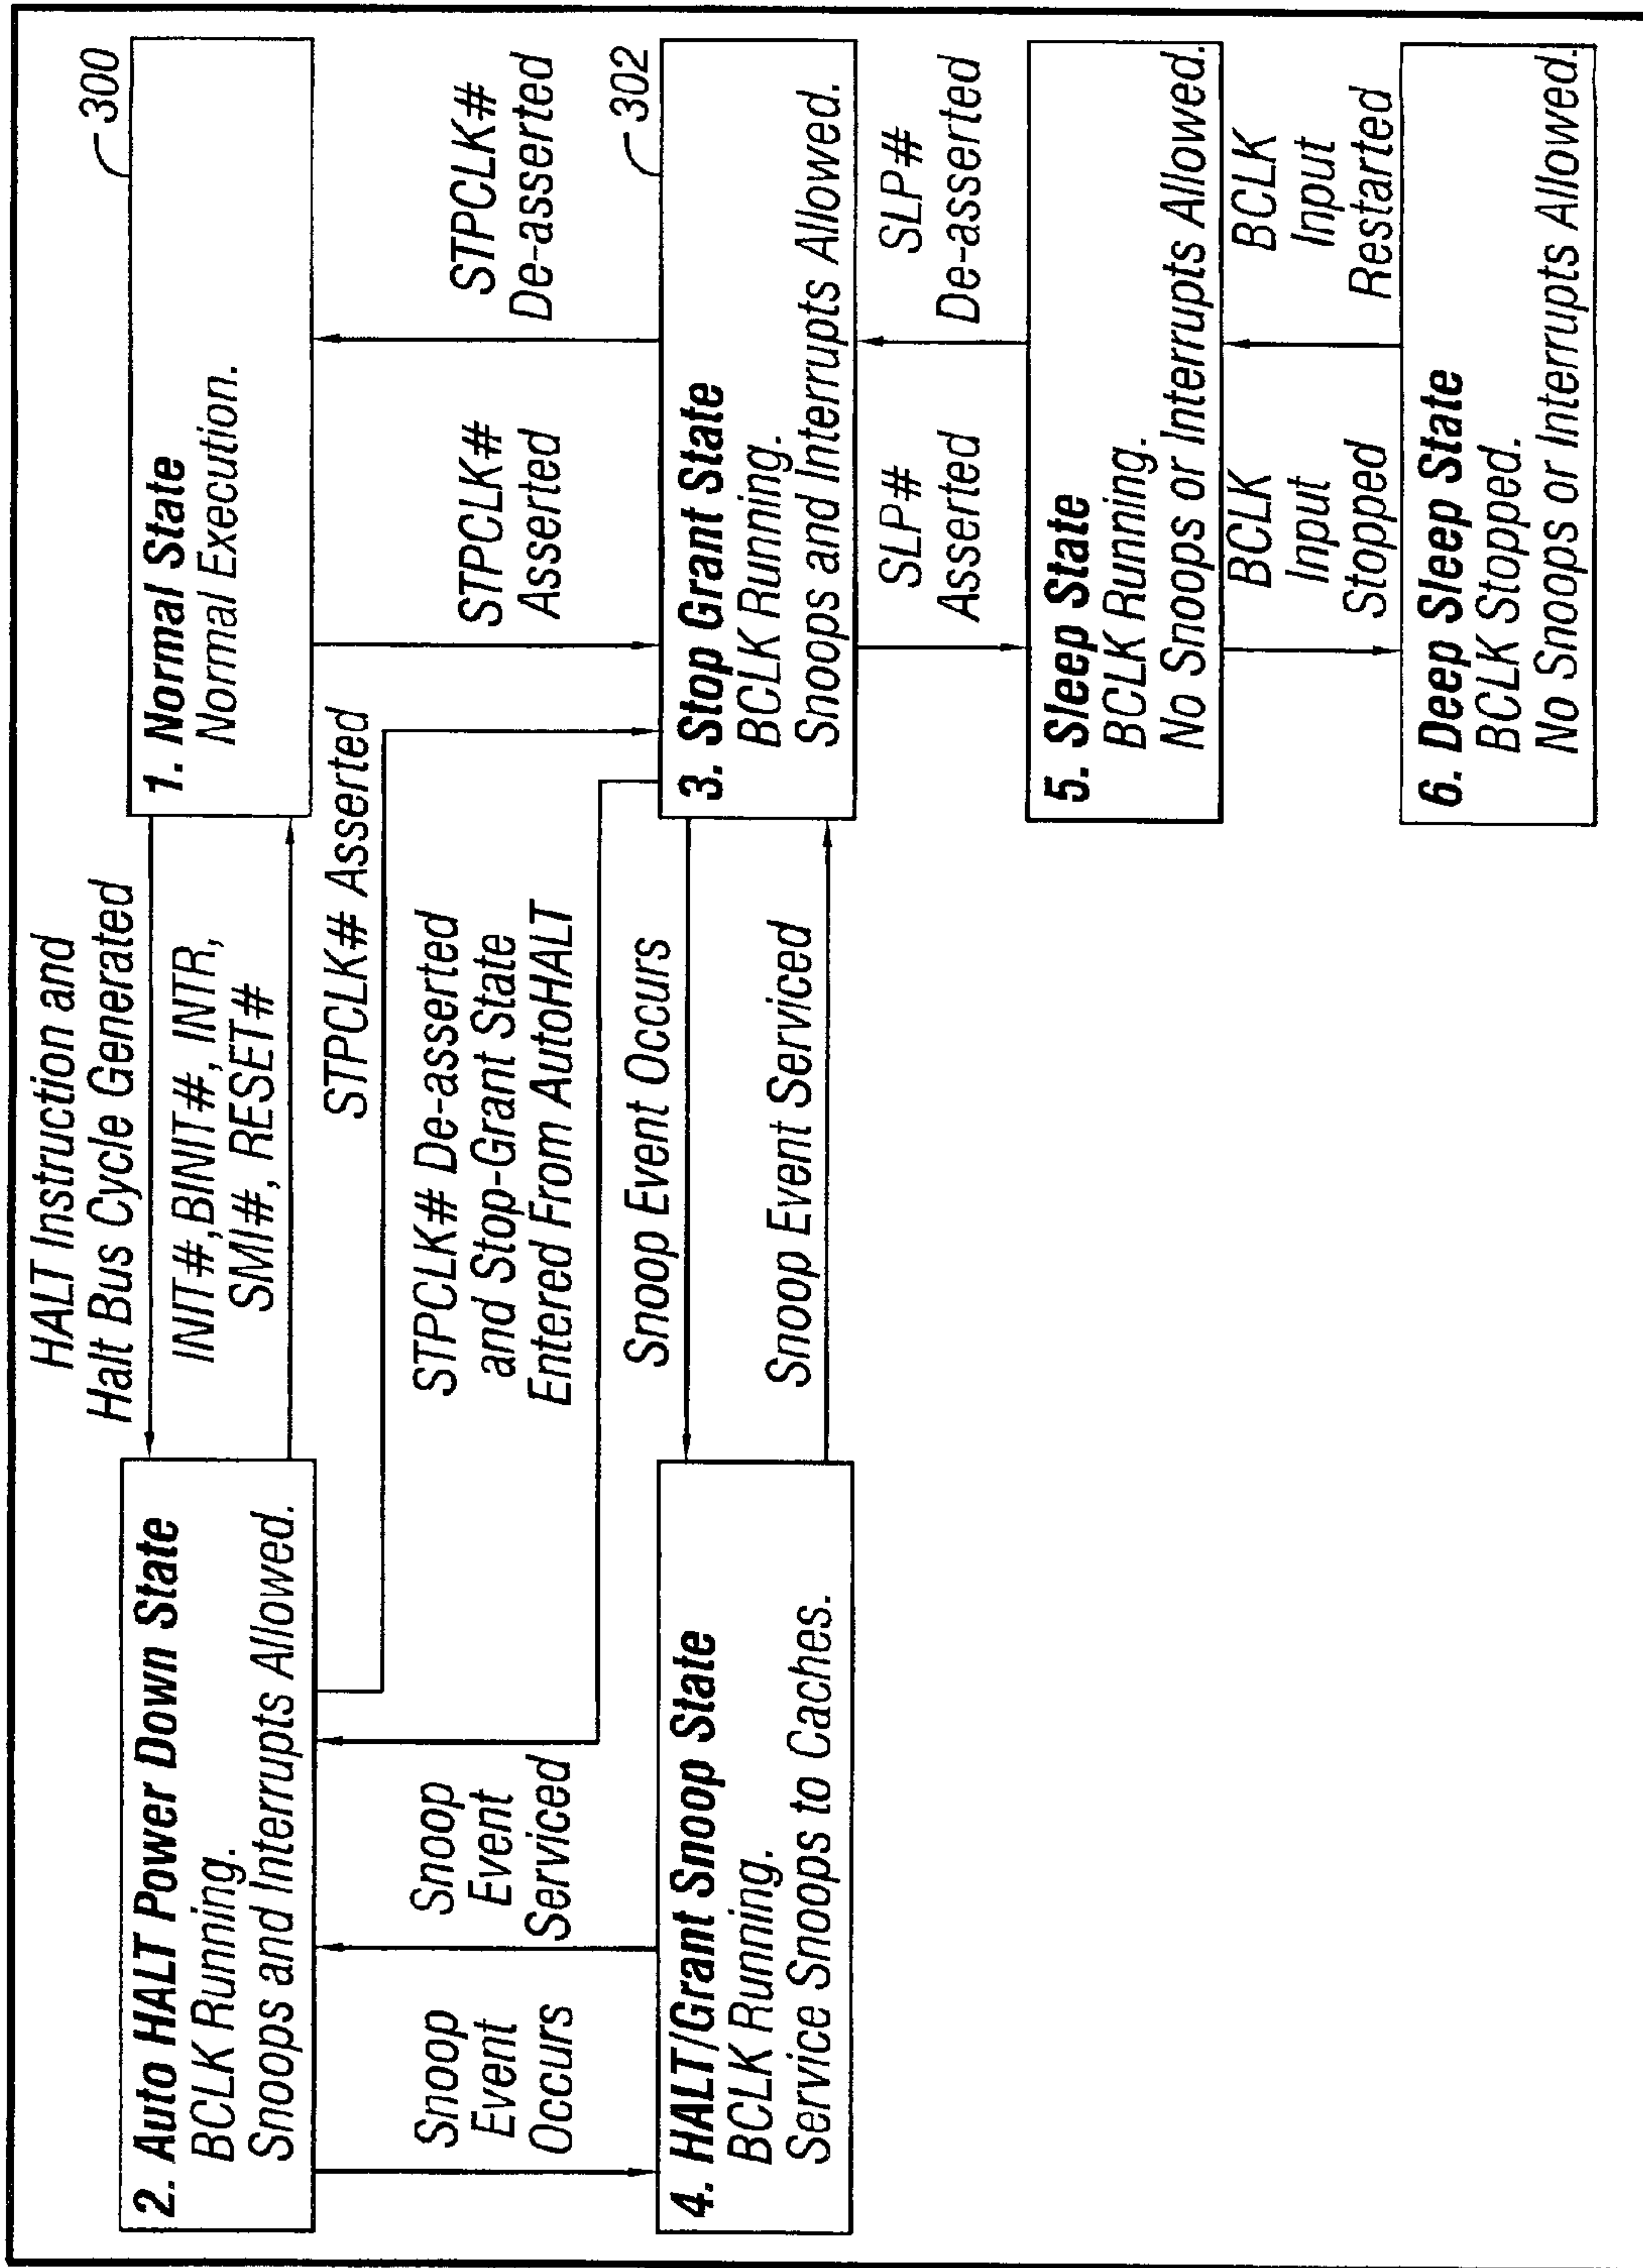 HALT Instruction and
Halt Bus Cycle Generated
300
2. Auto HALT Power Down State
BCLK Running.
Snoops and Interrupts Allowed.
INIT#,BINIT#, INTR,
SMI#, RESET#
1. Normal State
Normal Execution.
STPCLK# Asserted
Snoop
Event
Occurs
Snoop
Event
Serviced
STPCLK# De-asserted
and Stop-Grant State
Entered From AutoHALT
STPCLK#
Asserted
STPCLK#
De-asserted
302
4. HALT/Grant Snoop State
BCLK Running.
Service Snoops to Caches.
Snoop Event Occurs
Snoop Event Serviced
3. Stop Grant State
BCLK Running.
Snoops and Interrupts Allowed.
SLP#
Asserted
SLP#
De-asserted
5. Sleep State
BCLK Running.
No Snoops or Interrupts Allowed.
BCLK
Input
Stopped
BCLK
Input
Restarted
6. Deep Sleep State
BCLK Stopped.
No Snoops or Interrupts Allowed.